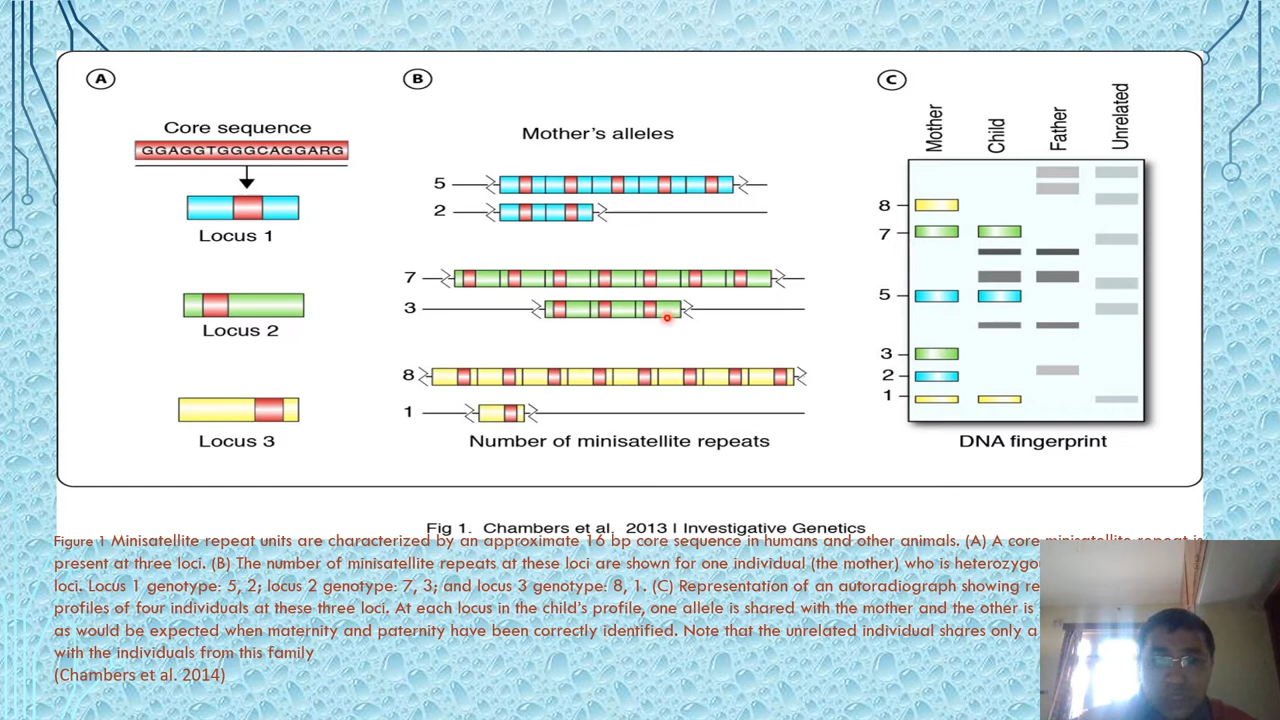 A
Core sequence
GGAGGTGGGCAGGARG
Locus 1
Locus 2
Locus 3
B
Mother's alleles
5
2
7
3
8
1
Number of minisatellite repeats
C
Mother
Child
Father
Unrelated
8
7
5
3
2
1
DNA fingerprint
Fig 1. Chambers et al. 2013 | Investigative Genetics
Figure 1 Minisatellite repeat units are characterized by an approximate 16 bp core sequence in humans and other animals. (A) A core minisatellite repeat is
present at three loci. (B) The number of minisatellite repeats at these loci are shown for one individual (the mother) who is
loci. Locus 1 genotype: 5, 2; locus 2 genotype: 7, 3; and locus 3 genotype: 8, 1. (C) Representation of an autoradiograph showing
profiles of four individuals at these three loci. At each locus in the child's profile, one allele is shared with the mother and the other is
as would be expected when maternity and paternity have been correctly identified. Note that the unrelated individual shares only a
with the individuals from this family
(Chambers et al. 2014)